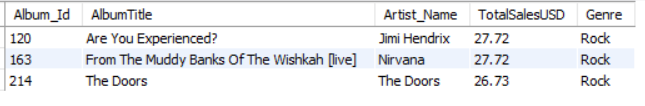 Album_Id AlbumTitle Artist_Name TotalSalesUSD Genre
120 Are You Experienced? Jimi Hendrix 27.72 Rock
163 From The Muddy Banks Of The Wishkah [live] Nirvana 27.72 Rock
214 The Doors The Doors 26.73 Rock